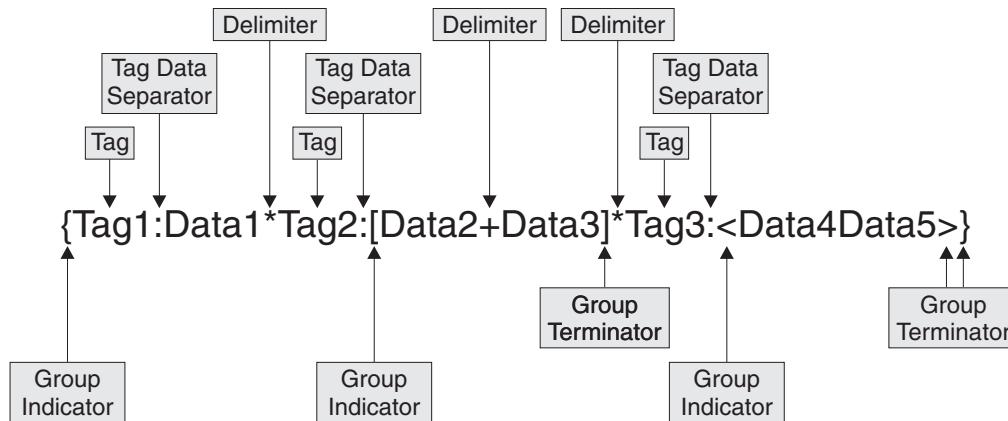 Delimiter
Delimiter
Delimiter
Tag Data
Separator
Tag Data
Separator
Tag Data
Separator
Tag
Tag
Tag
{Tag1:Data1*Tag2:[Data2+Data3]*Tag3:<Data4Data5>}
Group
Terminator
Group
Terminator
Group
Indicator
Group
Indicator
Group
Indicator